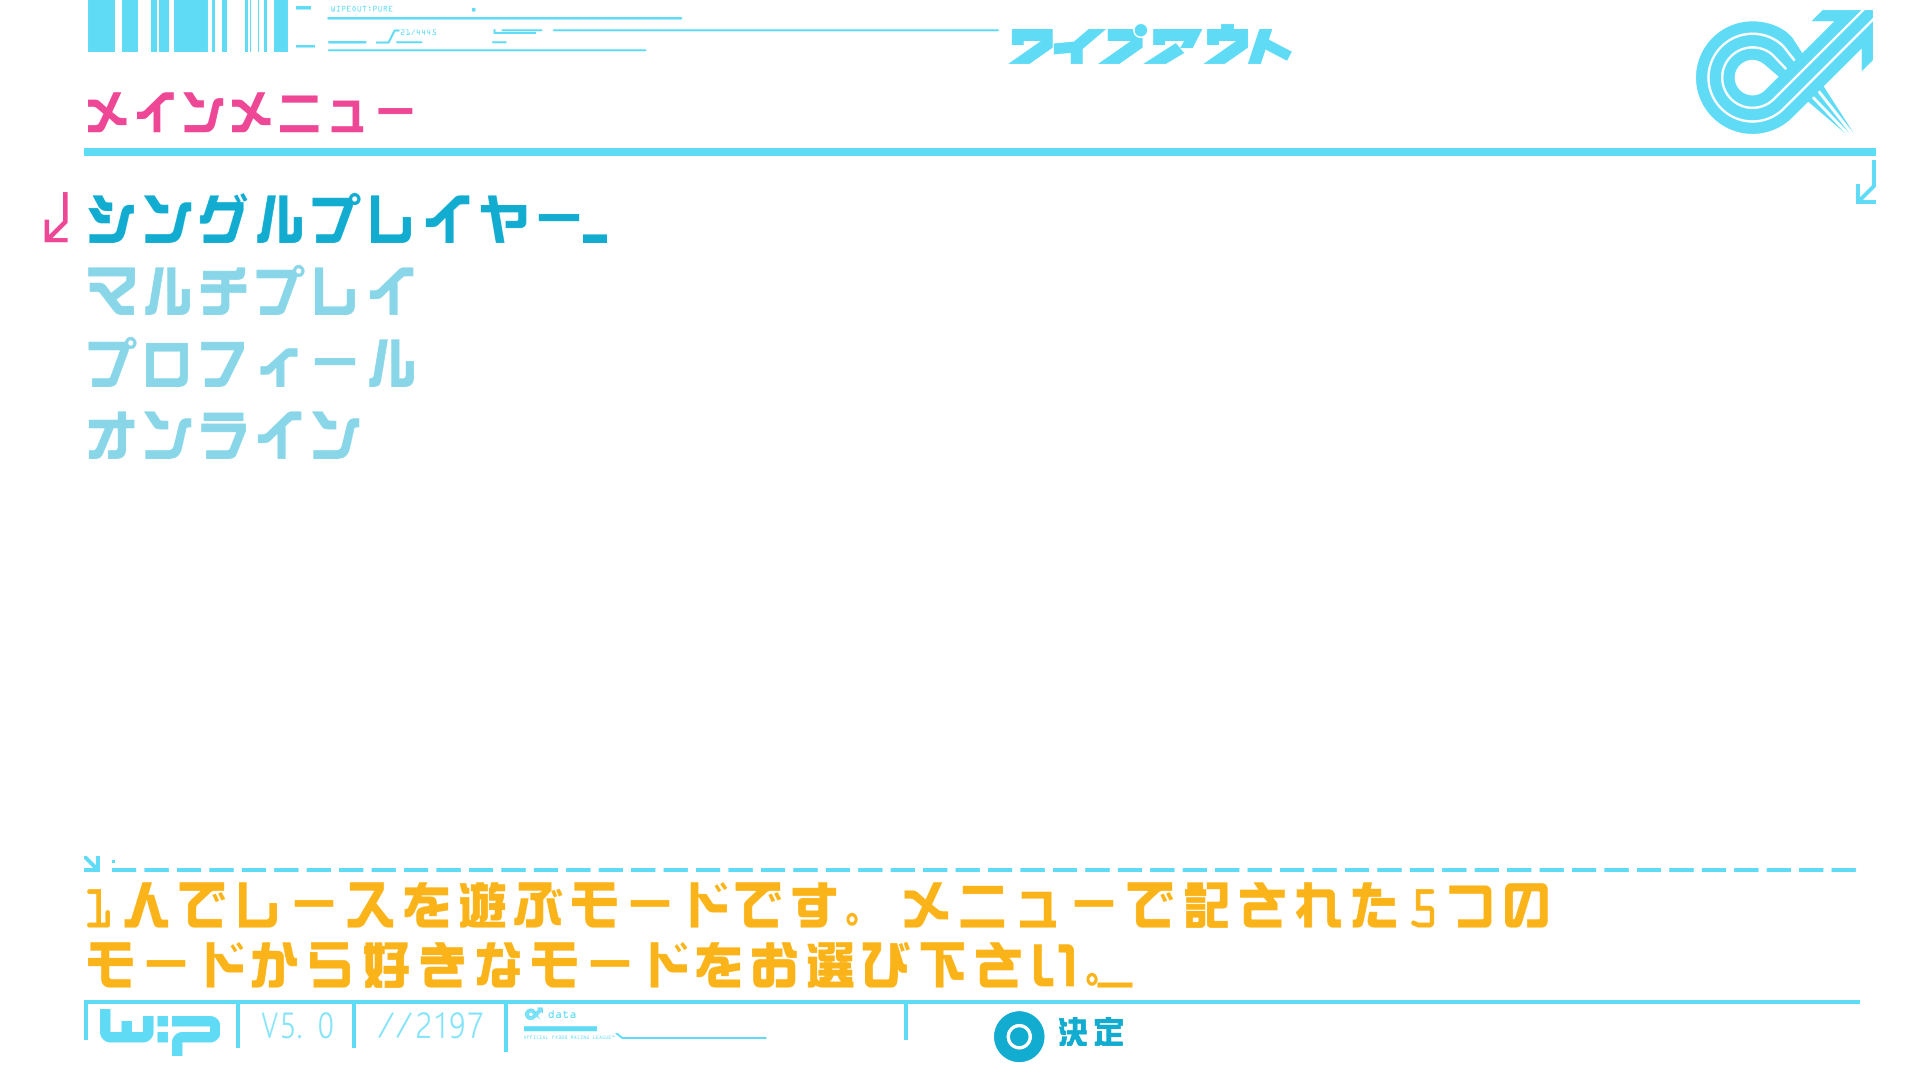 WIPEOUT:PURE
21/4445
ワイプアウト
メインメニュー
シングルプレイヤー_
マルチプレイ
プロフィール
オンライン
1人でレースを遊ぶモードです。メニューで記された5つの
モードから好きなモードをお選び下さい。_
wip
V5.0
//2197
data
OFFICIAL FX300 RACING LEAGUE
決定